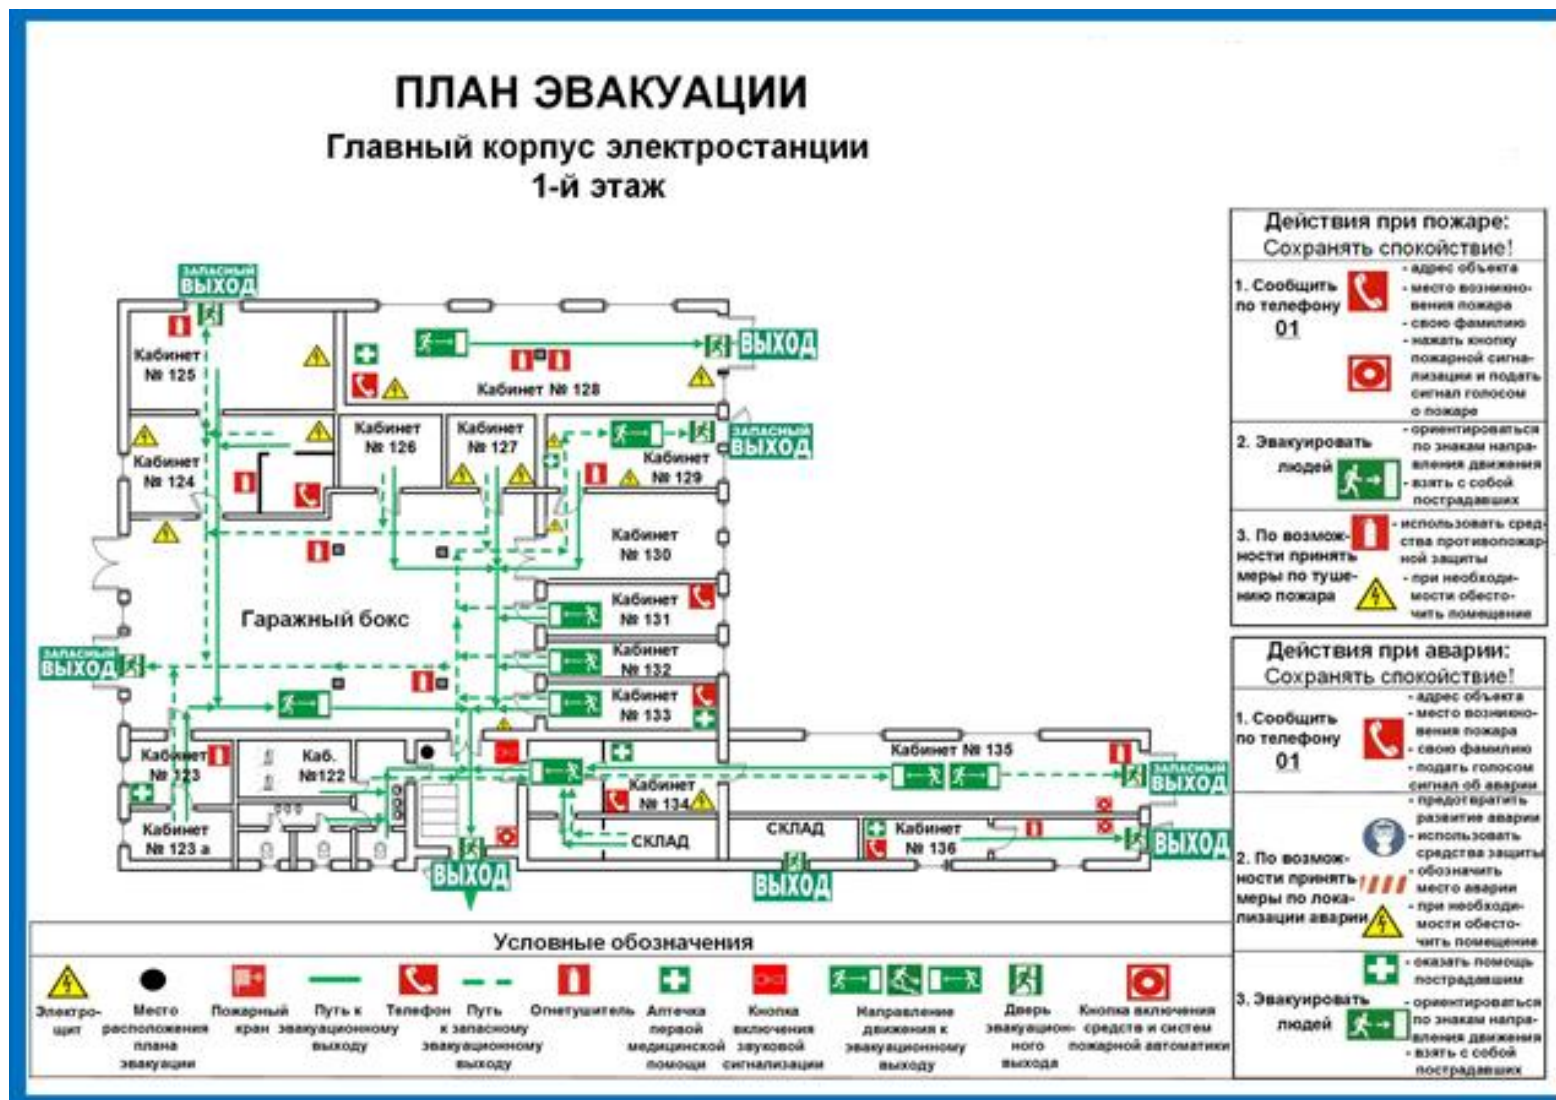 ПЛАН ЭВАКУАЦИИ
Главный корпус электростанции
1-й этаж
Действия при пожаре:
Сохранять спокойствие!
1. Сообщить
по телефону
01
- адрес объекта
- место возникно-
вения пожара
- свою фамилию
- нажать кнопку
пожарной сигна-
лизации и подать
сигнал голосом
о пожаре
2. Эвакуировать
людей
- ориентироваться
по знакам напра-
вления движения
- взять с собой
пострадавших
3. По возмож-
ности принять
меры по туше-
нию пожара
- использовать сред-
ства противопожар-
ной защиты
- при необходи-
мости обесто-
чить помещение
Действия при аварии:
Сохранять спокойствие!
1. Сообщить
по телефону
01
- адрес объекта
- место возникно-
вения пожара
- свою фамилию
- подать голосом
сигнал об аварии
2. По возмож-
ности принять
меры по лока-
лизации аварии
- предотвратить
развитие аварии
- использовать
средства защиты
- обозначить
место аварии
- при необходи-
мости обесто-
чить помещение
3. Эвакуировать
людей
- оказать помощь
пострадавшим
- ориентироваться
по знакам напра-
вления движения
- взять с собой
пострадавших
ЗАПАСНЫЙ
ВЫХОД
Кабинет
№ 125
Кабинет № 128
ВЫХОД
Кабинет
№ 124
Кабинет
№ 126
Кабинет
№ 127
Кабинет
№ 129
ЗАПАСНЫЙ
ВЫХОД
Кабинет
№ 130
Гаражный бокс
Кабинет
№ 131
ЗАПАСНЫЙ
ВЫХОД
Кабинет
№ 132
Кабинет
№ 133
Кабинет
№ 123
Каб.
№122
Кабинет № 135
Кабинет
№ 134
ЗАПАСНЫЙ
ВЫХОД
Кабинет
№ 123 а
СКЛАД
СКЛАД
Кабинет
№ 136
ВЫХОД
ВЫХОД
ВЫХОД
Условные обозначения
Электро-
щит
Место
расположения
плана
эвакуации
Пожарный
кран
Путь к
эвакуационному
выходу
Телефон
Путь
к запасному
эвакуационному
выходу
Огнетушитель
Аптечка
первой
медицинской
помощи
Кнопка
включения
звуковой
сигнализации
Направление
движения к
эвакуационному
выходу
Дверь
эвакуацион-
ного
выхода
Кнопка включения
средств и систем
пожарной автоматики